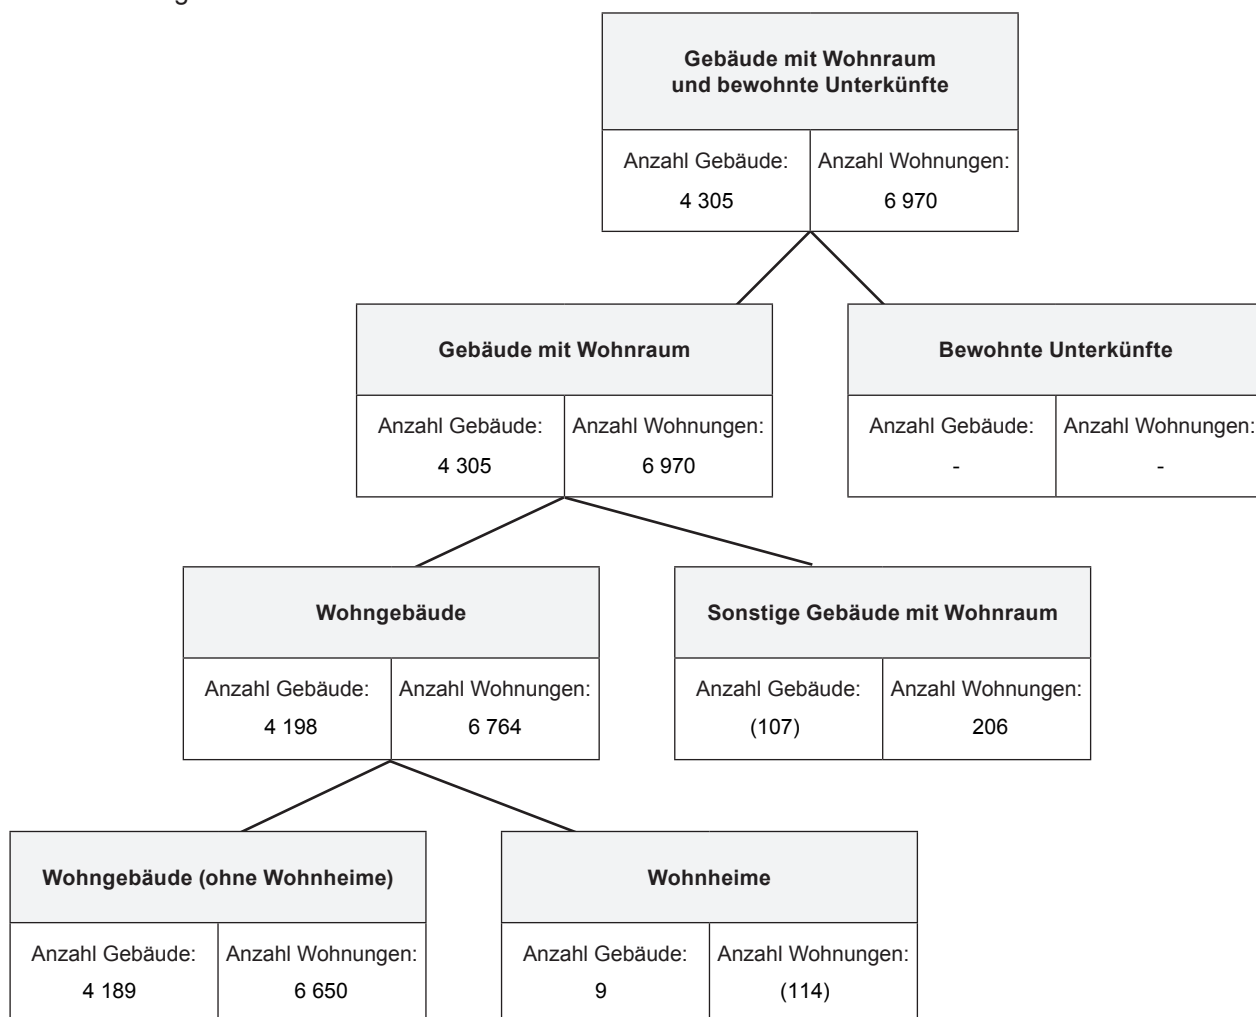 Gebäude mit Wohnraum
und bewohnte Unterkünfte
Anzahl Gebäude: Anzahl Wohnungen:
4 305 6 970
Gebäude mit Wohnraum
Anzahl Gebäude: Anzahl Wohnungen:
4 305 6 970
Bewohnte Unterkünfte
Anzahl Gebäude: Anzahl Wohnungen:
- -
Wohngebäude
Anzahl Gebäude: Anzahl Wohnungen:
4 198 6 764
Sonstige Gebäude mit Wohnraum
Anzahl Gebäude: Anzahl Wohnungen:
(107) 206
Wohngebäude (ohne Wohnheime)
Anzahl Gebäude: Anzahl Wohnungen:
4 189 6 650
Wohnheime
Anzahl Gebäude: Anzahl Wohnungen:
9 (114)